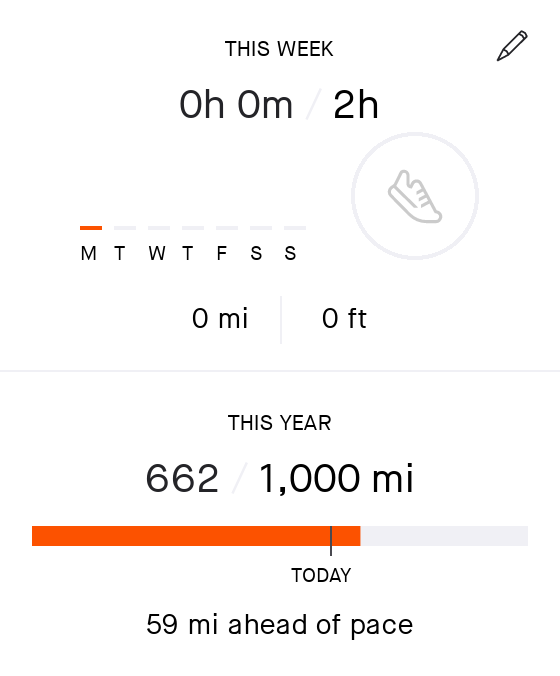 THIS WEEK
0h 0m / 2h
M T W T F S S
0 mi 0 ft
THIS YEAR
662 / 1,000 mi
TODAY
59 mi ahead of pace